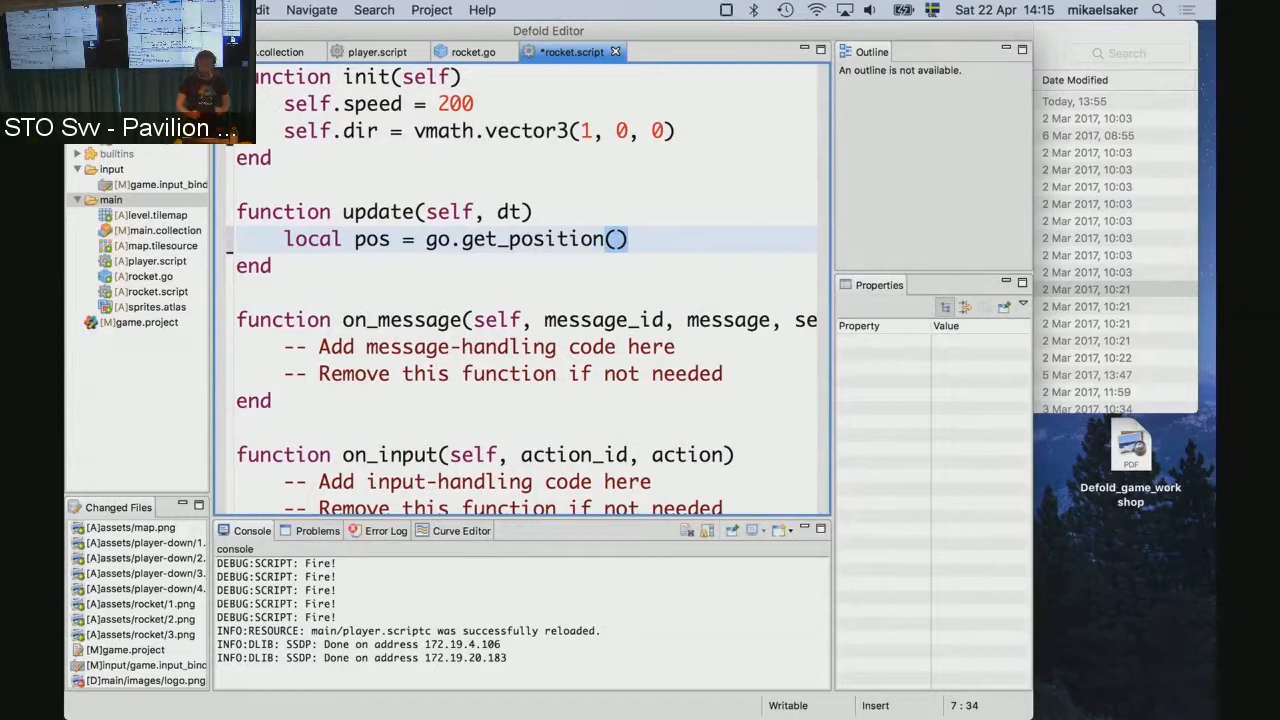 dit Navigate Search Project Help
Sat 22 Apr 14:15 mikaelsaker
Defold Editor
.collection
player.script
rocket.go
*rocket.script
STO Svv - Pavilion ...
builtins
input
[M]game.input_bind
main
[A]level.tilemap
[M]main.collection
[A]map.tilesource
[A]player.script
[A]rocket.go
[A]rocket.script
[A]sprites.atlas
[M]game.project
function init(self)
self.speed = 200
self.dir = vmath.vector3(1, 0, 0)
end
function update(self, dt)
local pos = go.get_position()
end
function on_message(self, message_id, message, se
-- Add message-handling code here
-- Remove this function if not needed
end
function on_input(self, action_id, action)
-- Add input-handling code here
-- Remove this function if not needed
Outline
An outline is not available.
Properties
Property Value
Search
Date Modified
Today, 13:55
2 Mar 2017, 10:03
6 Mar 2017, 08:55
2 Mar 2017, 10:03
2 Mar 2017, 10:03
2 Mar 2017, 10:03
2 Mar 2017, 10:03
2 Mar 2017, 10:03
2 Mar 2017, 10:03
2 Mar 2017, 10:03
2 Mar 2017, 10:03
2 Mar 2017, 10:21
2 Mar 2017, 10:21
2 Mar 2017, 10:21
2 Mar 2017, 10:21
2 Mar 2017, 10:22
5 Mar 2017, 13:47
2 Mar 2017, 11:59
3 Mar 2017, 10:34
PDF
Defold_game_work
shop
Changed Files
[A]assets/map.png
[A]assets/player-down/1.
[A]assets/player-down/2.
[A]assets/player-down/3.
[A]assets/player-down/4.
[A]assets/rocket/1.png
[A]assets/rocket/2.png
[A]assets/rocket/3.png
[M]game.project
[M]input/game.input_bind
[D]main/images/logo.png
Console
Problems
Error Log
Curve Editor
console
DEBUG:SCRIPT: Fire!
DEBUG:SCRIPT: Fire!
DEBUG:SCRIPT: Fire!
DEBUG:SCRIPT: Fire!
DEBUG:SCRIPT: Fire!
INFO:RESOURCE: main/player.scriptc was successfully reloaded.
INFO:DLIB: SSDP: Done on address 172.19.4.106
INFO:DLIB: SSDP: Done on address 172.19.20.183
Writable Insert 7 : 34